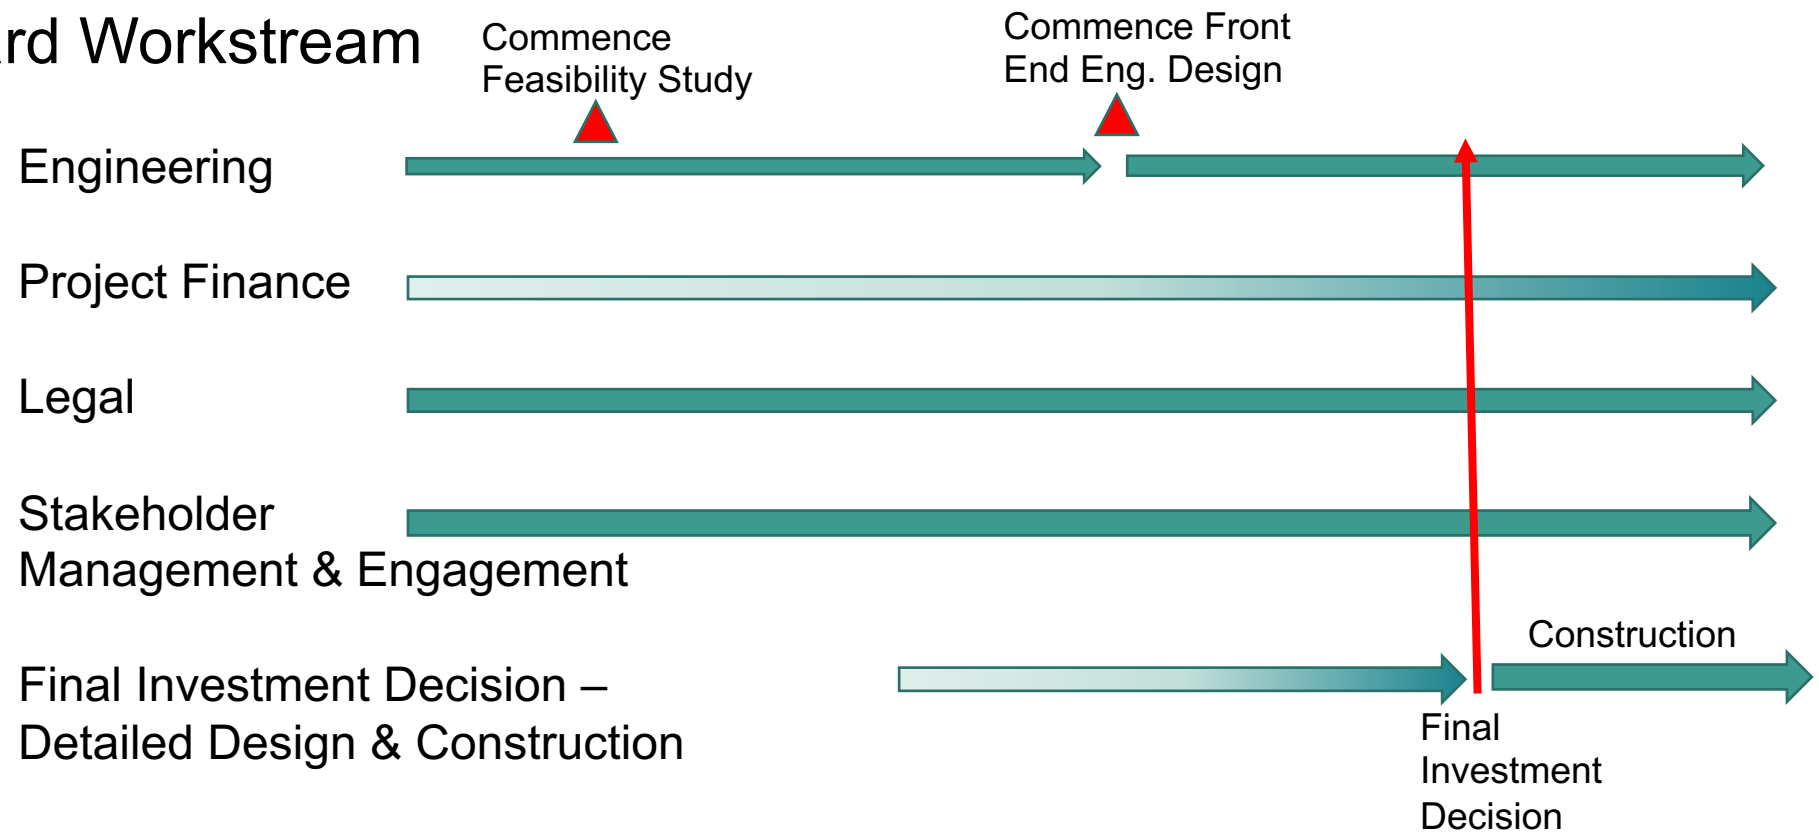 rd Workstream
Commence
Feasibility Study
Commence Front
End Eng. Design
Engineering
Project Finance
Legal
Stakeholder
Management & Engagement
Construction
Final Investment Decision –
Detailed Design & Construction
Final
Investment
Decision